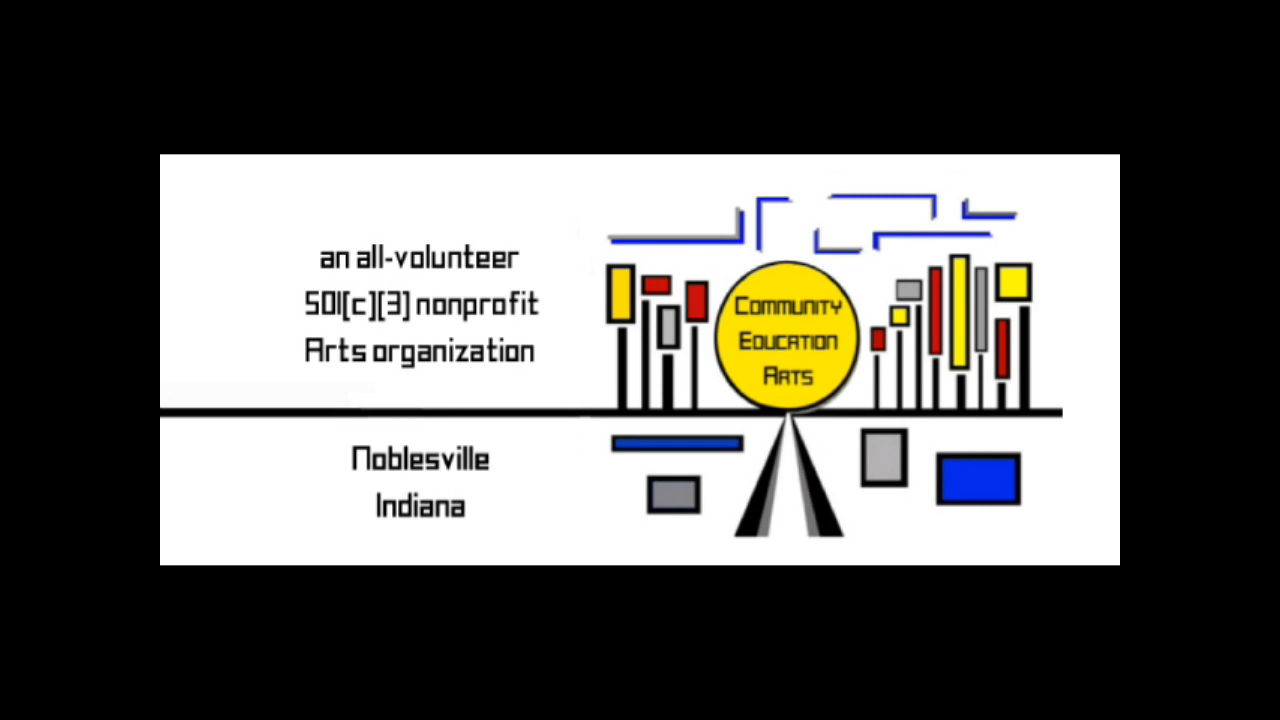 an all-volunteer
501[c][3] nonprofit
Arts organization
Noblesville
Indiana
Community
Education
Arts